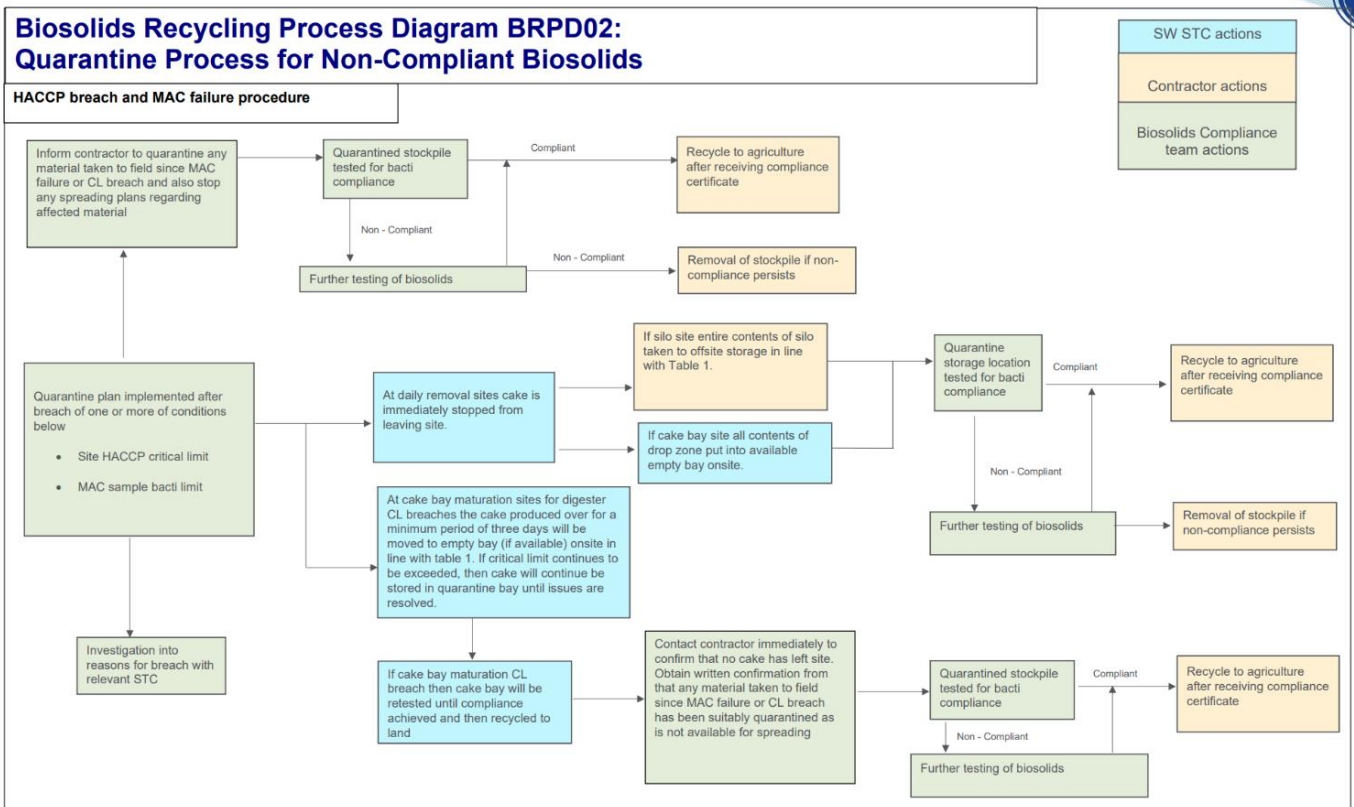 Biosolids Recycling Process Diagram BRPD02:
Quarantine Process for Non-Compliant Biosolids
SW STC actions
Contractor actions
Biosolids Compliance
team actions
HACCP breach and MAC failure procedure
Inform contractor to quarantine any
material taken to field since MAC
failure or CL breach and also stop
any spreading plans regarding
affected material
Quarantined stockpile
tested for bacti
compliance
Compliant
Recycle to agriculture
after receiving compliance
certificate
Non - Compliant
Further testing of biosolids
Non - Compliant
Removal of stockpile if non-
compliance persists
Quarantine plan implemented after
breach of one or more of conditions
below
• Site HACCP critical limit
• MAC sample bacti limit
At daily removal sites cake is
immediately stopped from
leaving site.
If silo site entire contents of silo
taken to offsite storage in line
with Table 1.
If cake bay site all contents of
drop zone put into available
empty bay onsite.
Quarantine
storage location
tested for bacti
compliance
Compliant
Recycle to agriculture
after receiving compliance
certificate
Non - Compliant
Further testing of biosolids
Removal of stockpile if
non-compliance persists
At cake bay maturation sites for digester
CL breaches the cake produced over for a
minimum period of three days will be
moved to empty bay (if available) onsite in
line with table 1. If critical limit continues to
be exceeded, then cake will continue be
stored in quarantine bay until issues are
resolved.
Investigation into
reasons for breach with
relevant STC
If cake bay maturation CL
breach then cake bay will be
retested until compliance
achieved and then recycled to
land
Contact contractor immediately to
confirm that no cake has left site.
Obtain written confirmation from
that any material taken to field
since MAC failure or CL breach
has been suitably quarantined as
is not available for spreading
Quarantined stockpile
tested for bacti
compliance
Compliant
Recycle to agriculture
after receiving compliance
certificate
Non - Compliant
Further testing of biosolids